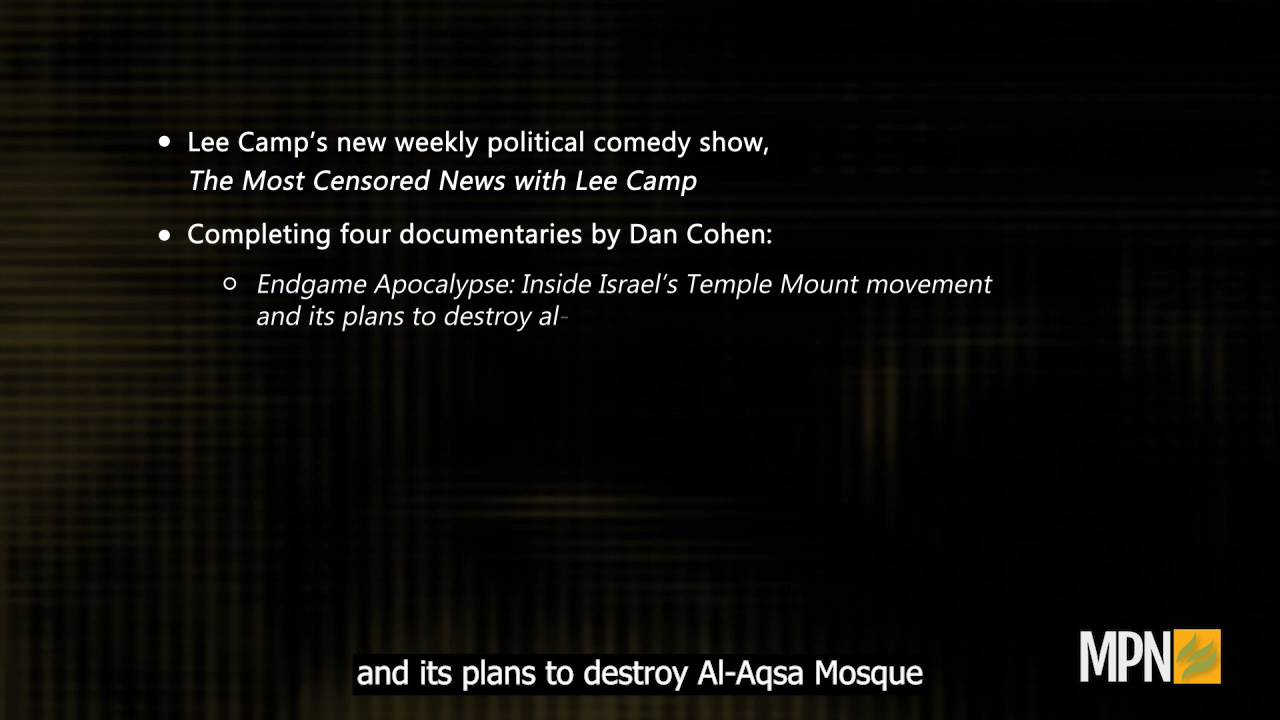 • Lee Camp’s new weekly political comedy show,
The Most Censored News with Lee Camp
• Completing four documentaries by Dan Cohen:
○ Endgame Apocalypse: Inside Israel’s Temple Mount movement
and its plans to destroy al-
and its plans to destroy Al-Aqsa Mosque
MPN